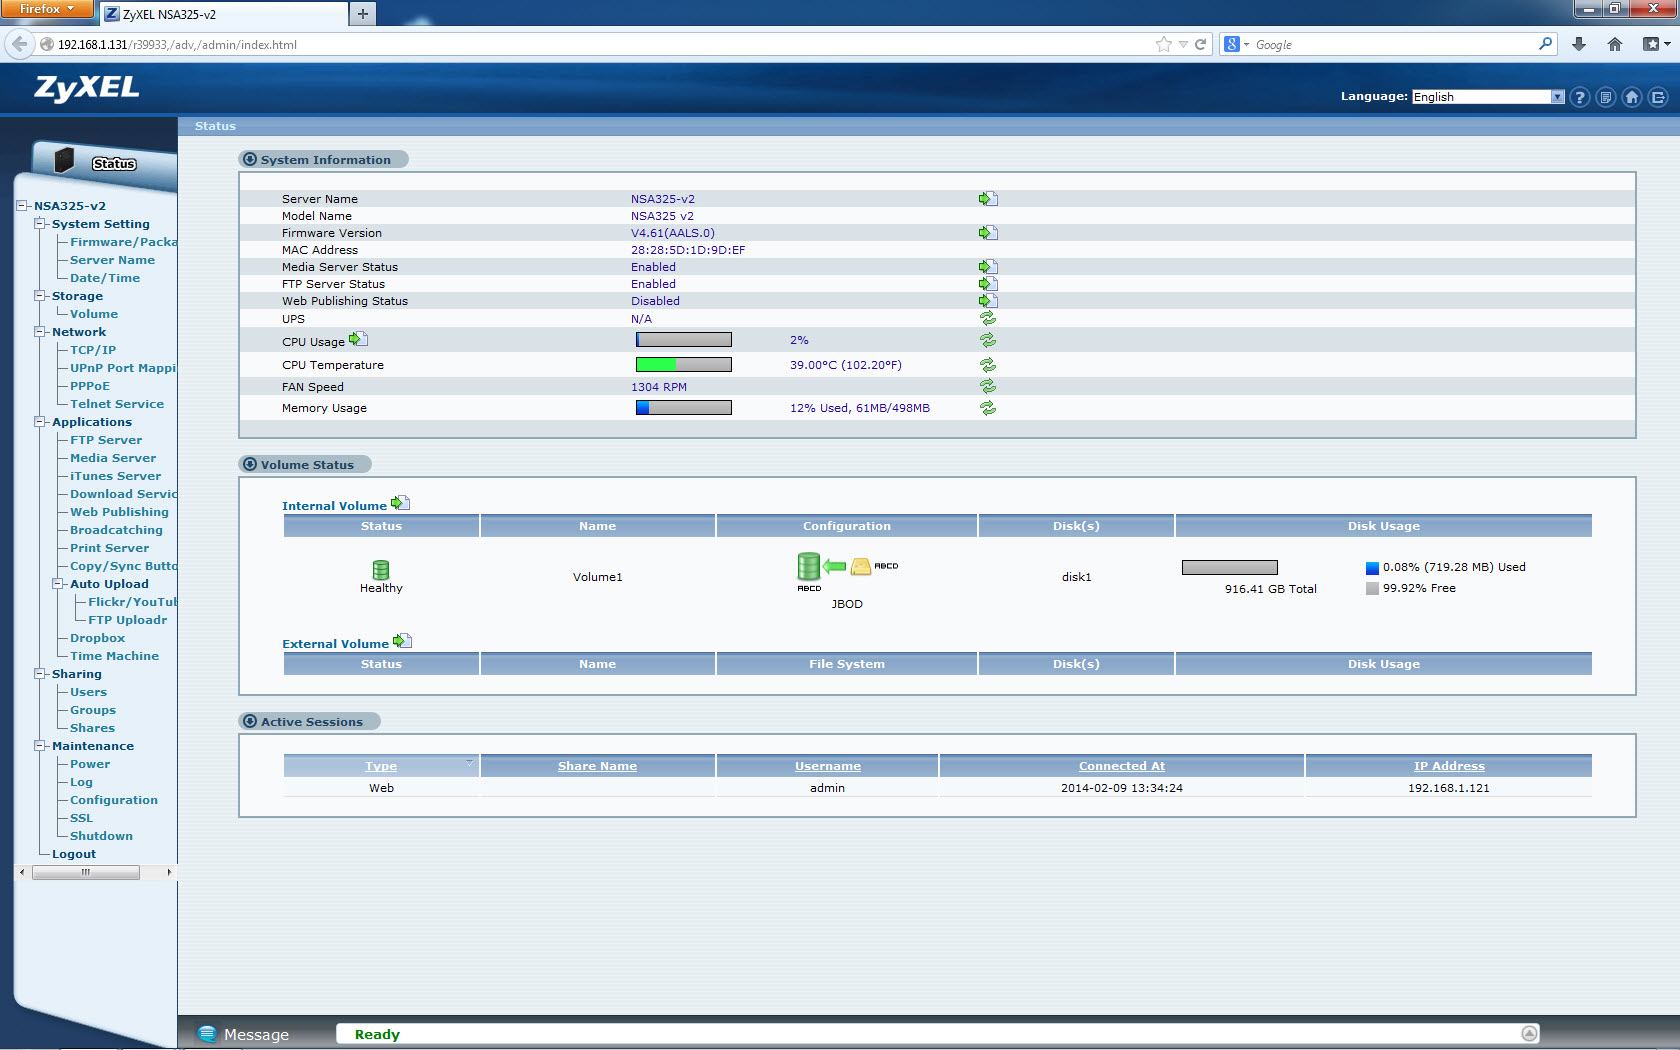 Firefox
ZyXEL NSA325-v2
192.168.1.131/r39933,/adv,/admin/index.html
Google
ZyXEL
Language: English
Status
Status
NSA325-v2
System Setting
Firmware/Packa
Server Name
Date/Time
Storage
Volume
Network
TCP/IP
UPnP Port Mappi
PPPoE
Telnet Service
Applications
FTP Server
Media Server
iTunes Server
Download Servic
Web Publishing
Broadcatching
Print Server
Copy/Sync Butto
Auto Upload
Flickr/YouTub
FTP Uploadr
Dropbox
Time Machine
Sharing
Users
Groups
Shares
Maintenance
Power
Log
Configuration
SSL
Shutdown
Logout
System Information
Server Name NSA325-v2
Model Name NSA325 v2
Firmware Version V4.61(AALS.0)
MAC Address 28:28:5D:1D:9D:EF
Media Server Status Enabled
FTP Server Status Enabled
Web Publishing Status Disabled
UPS N/A
CPU Usage 2%
CPU Temperature 39.00°C (102.20°F)
FAN Speed 1304 RPM
Memory Usage 12% Used, 61MB/498MB
Volume Status
Internal Volume
Status Name Configuration Disk(s) Disk Usage
Healthy Volume1 ABCD ABCD JBOD disk1 916.41 GB Total 0.08% (719.28 MB) Used
99.92% Free
External Volume
Status Name File System Disk(s) Disk Usage
Active Sessions
Type Share Name Username Connected At IP Address
Web admin 2014-02-09 13:34:24 192.168.1.121
Message Ready